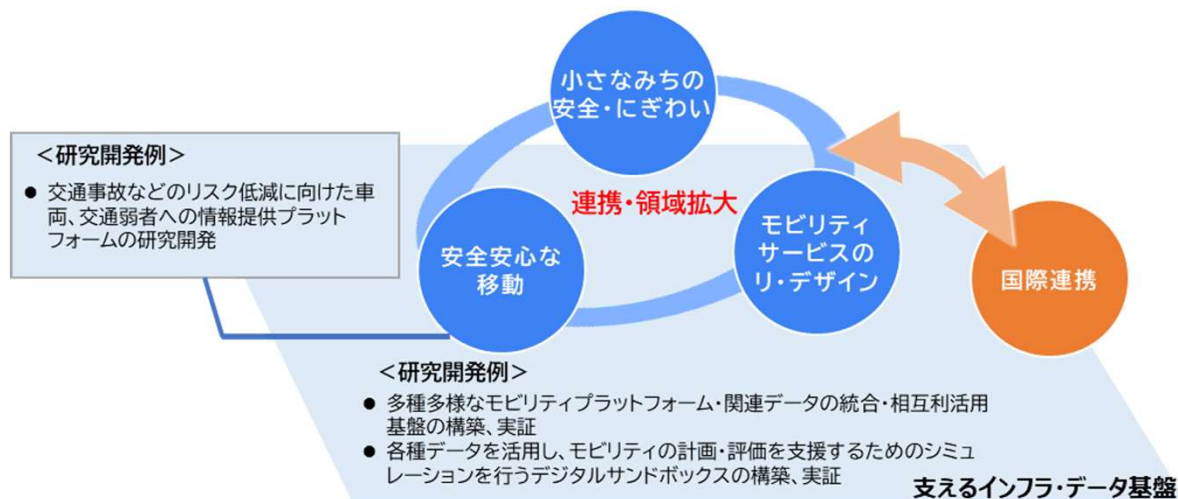 小さなみちの
安全・にぎわい
＜研究開発例＞
● 交通事故などのリスク低減に向けた車
両、交通弱者への情報提供プラット
フォームの研究開発
連携・領域拡大
安全安心な
移動
モビリティ
サービスの
リ・デザイン
国際連携
＜研究開発例＞
● 多種多様なモビリティプラットフォーム・関連データの統合・相互利活用
基盤の構築、実証
● 各種データを活用し、モビリティの計画・評価を支援するためのシミュ
レーションを行うデジタルサンドボックスの構築、実証
支えるインフラ・データ基盤